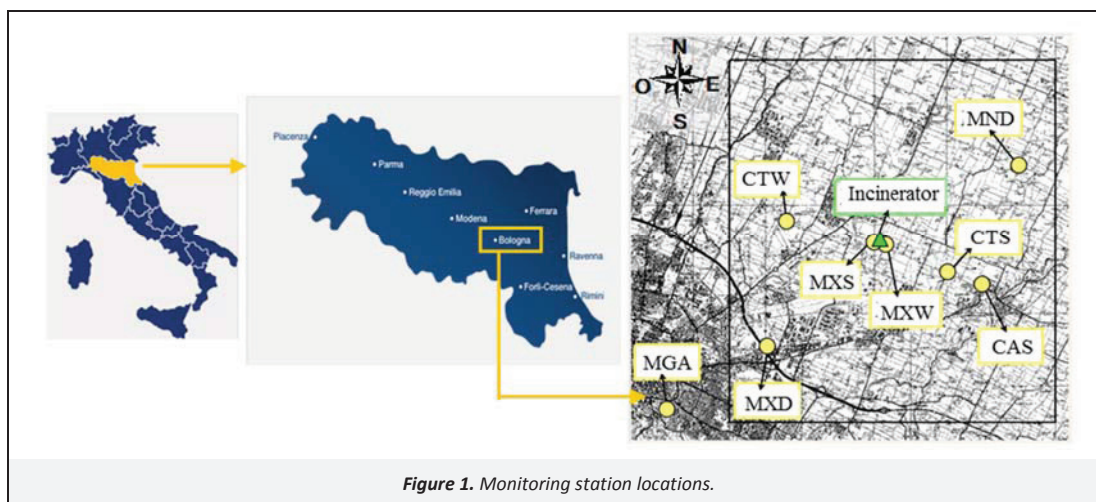 Piacenza
Parma
Reggio Emilia
Modena
Ferrara
Bologna
Ravenna
Forlì-Cesena
Rimini
N
O
E
S
MND
CTW
Incinerator
CTS
MXS
MXW
CAS
MGA
MXD
Figure 1. Monitoring station locations.